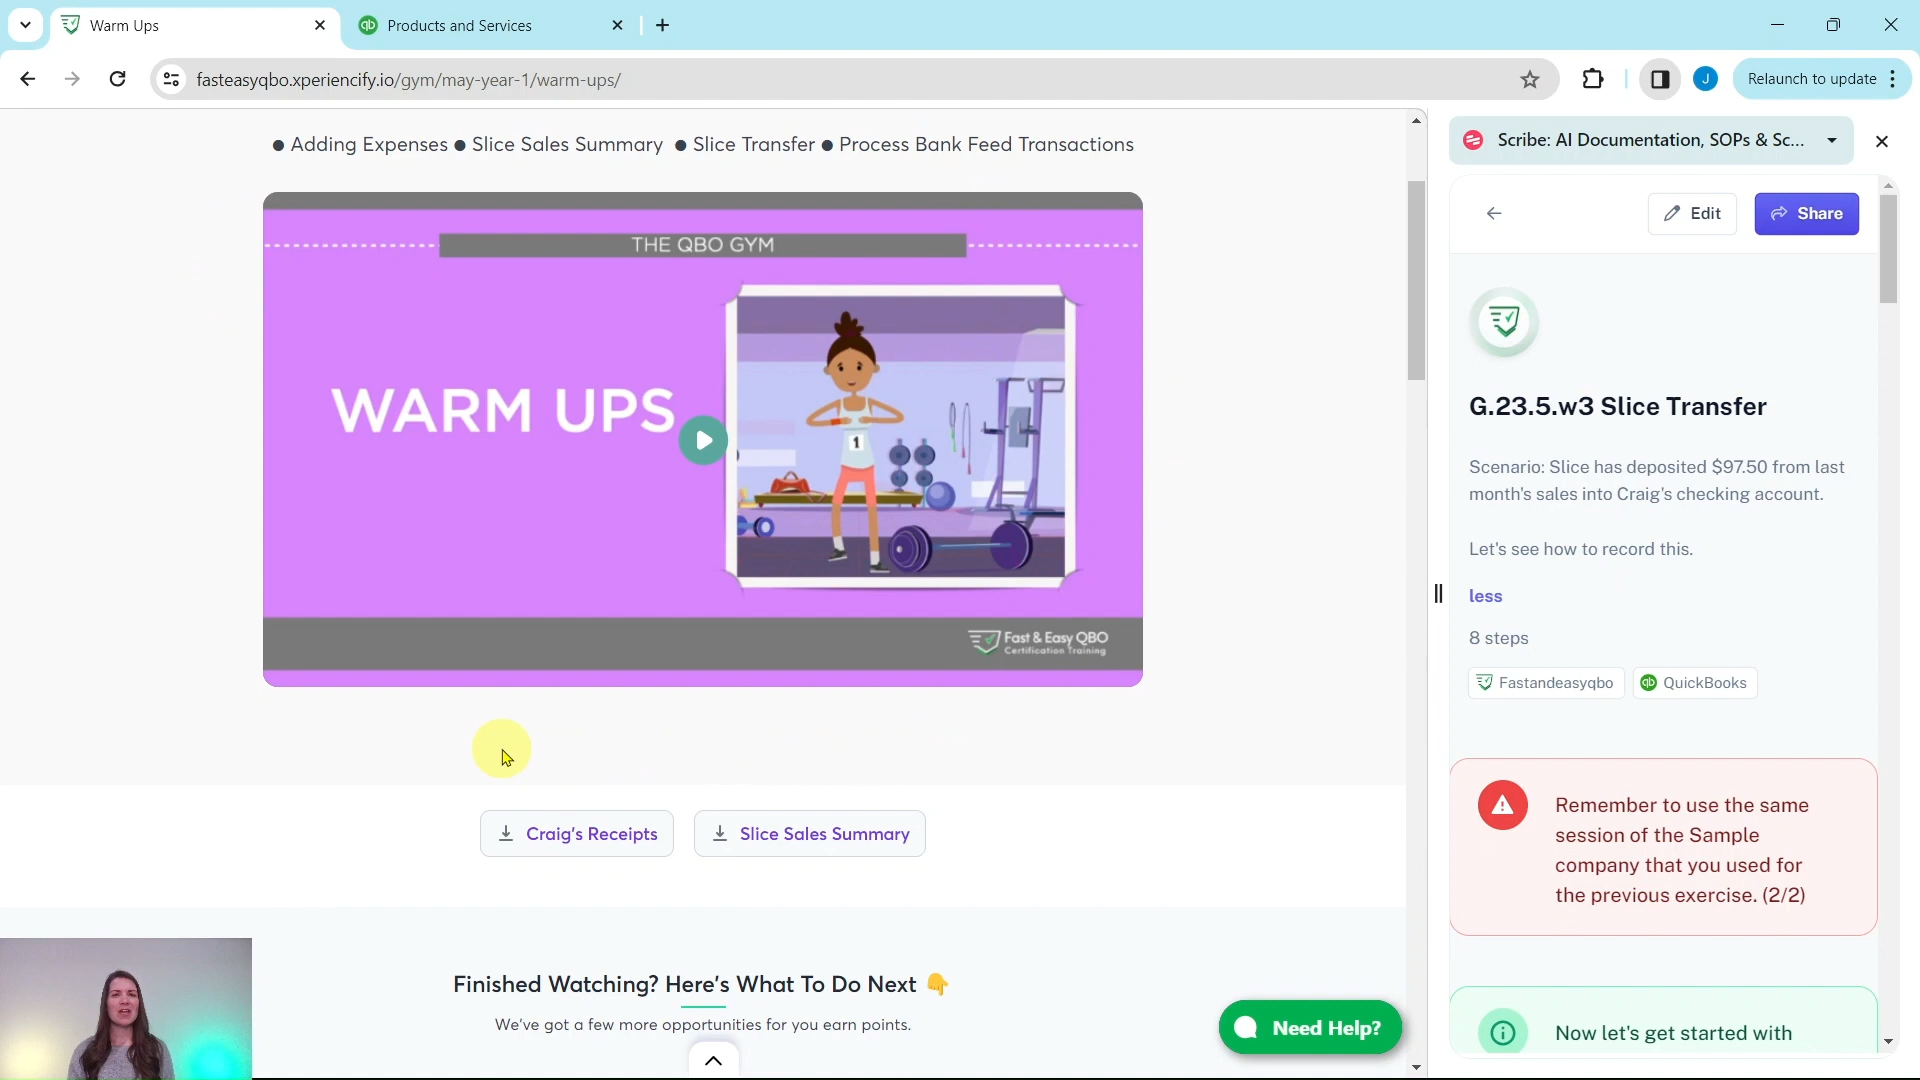 Warm Ups
Products and Services
fasteasyqbo.xperiencify.io/gym/may-year-1/warm-ups/
J
Relaunch to update
● Adding Expenses ● Slice Sales Summary ● Slice Transfer ● Process Bank Feed Transactions
THE QBO GYM
WARM UPS
1
Fast & Easy QBO
Certification Training
Craig's Receipts
Slice Sales Summary
Finished Watching? Here's What To Do Next 👇
We've got a few more opportunities for you earn points.
Need Help?
Scribe: AI Documentation, SOPs & Sc...
Edit
Share
G.23.5.w3 Slice Transfer
Scenario: Slice has deposited $97.50 from last
month's sales into Craig's checking account.
Let's see how to record this.
less
8 steps
Fastandeasyqbo
qb QuickBooks
Remember to use the same
session of the Sample
company that you used for
the previous exercise. (2/2)
Now let's get started with